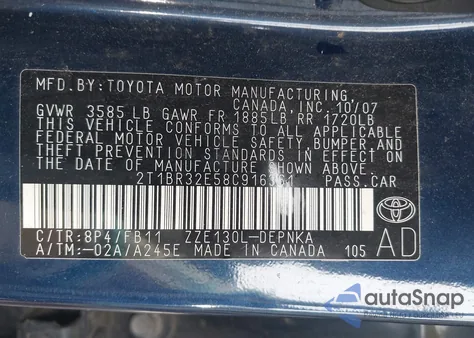 MFD.BY:TOYOTA MOTOR MANUFACTURING
CANADA, INC. 10/07
GVWR 3585 LB GAWR FR 1885LB RR 1720LB
THIS VEHICLE CONFORMS TO ALL APPLICABLE
FEDERAL MOTOR VEHICLE SAFETY, BUMPER, AND
THEFT PREVENTION STANDARDS IN EFFECT ON
THE DATE OF MANUFACTURE SHOWN ABOVE.
PASS.CAR
C/TR:8P4/FB11 ZZE130L-DEPNKA
A/TM:-02A/A245E MADE IN CANADA 105
AD
TOYOTA
autoSnap